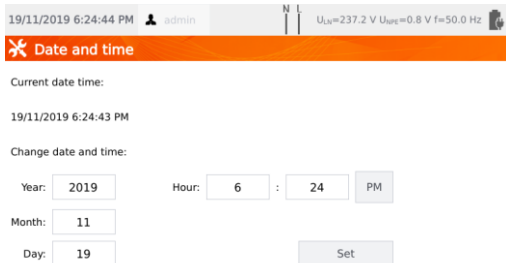 19/11/2019 6:24:44 PM admin N L U_LN=237.2 V U_NPE=0.8 V f=50.0 Hz
Date and time
Current date time:
19/11/2019 6:24:43 PM
Change date and time:
Year: 2019 Hour: 6 : 24 PM
Month: 11
Day: 19 Set